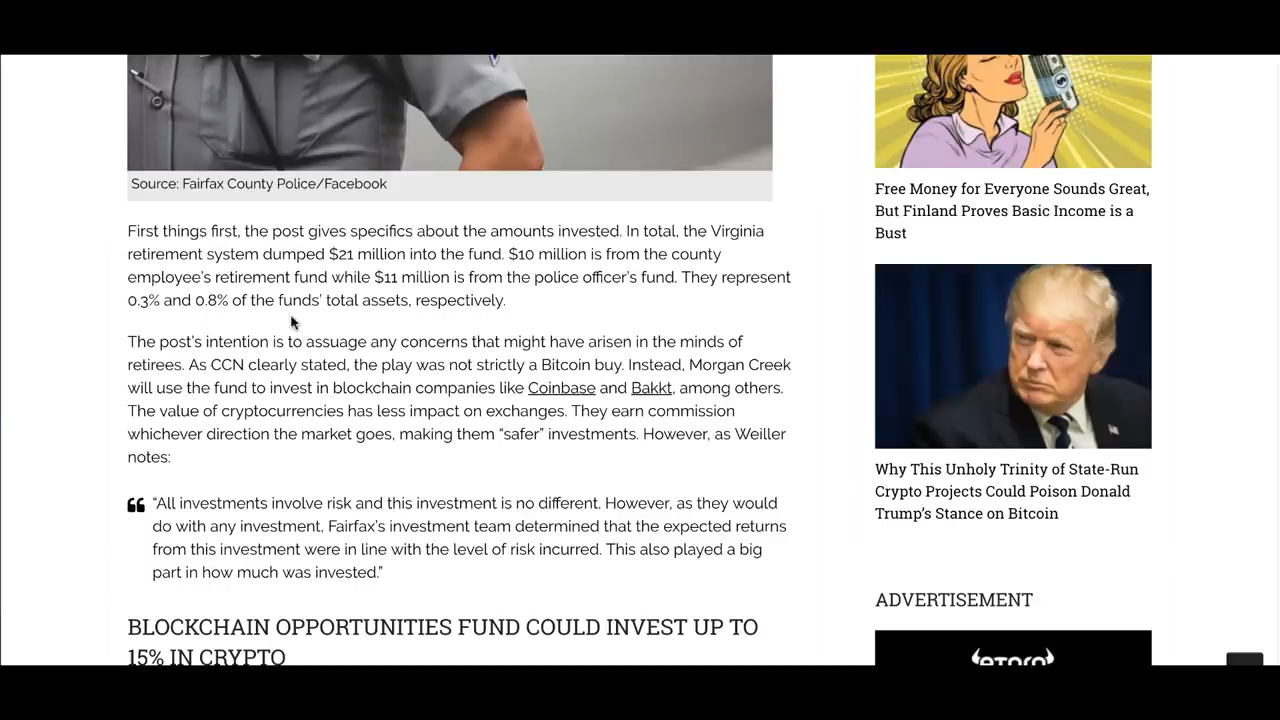 Source: Fairfax County Police/Facebook
First things first, the post gives specifics about the amounts invested. In total, the Virginia
retirement system dumped $21 million into the fund. $10 million is from the county
employee's retirement fund while $11 million is from the police officer's fund. They represent
0.3% and 0.8% of the funds' total assets, respectively.
The post's intention is to assuage any concerns that might have arisen in the minds of
retirees. As CCN clearly stated, the play was not strictly a Bitcoin buy. Instead, Morgan Creek
will use the fund to invest in blockchain companies like Coinbase and Bakkt, among others.
The value of cryptocurrencies has less impact on exchanges. They earn commission
whichever direction the market goes, making them "safer" investments. However, as Weiller
notes:
"All investments involve risk and this investment is no different. However, as they would
do with any investment, Fairfax's investment team determined that the expected returns
from this investment were in line with the level of risk incurred. This also played a big
part in how much was invested."
BLOCKCHAIN OPPORTUNITIES FUND COULD INVEST UP TO
15% IN CRYPTO
Free Money for Everyone Sounds Great,
But Finland Proves Basic Income is a
Bust
Why This Unholy Trinity of State-Run
Crypto Projects Could Poison Donald
Trump's Stance on Bitcoin
ADVERTISEMENT
eToro